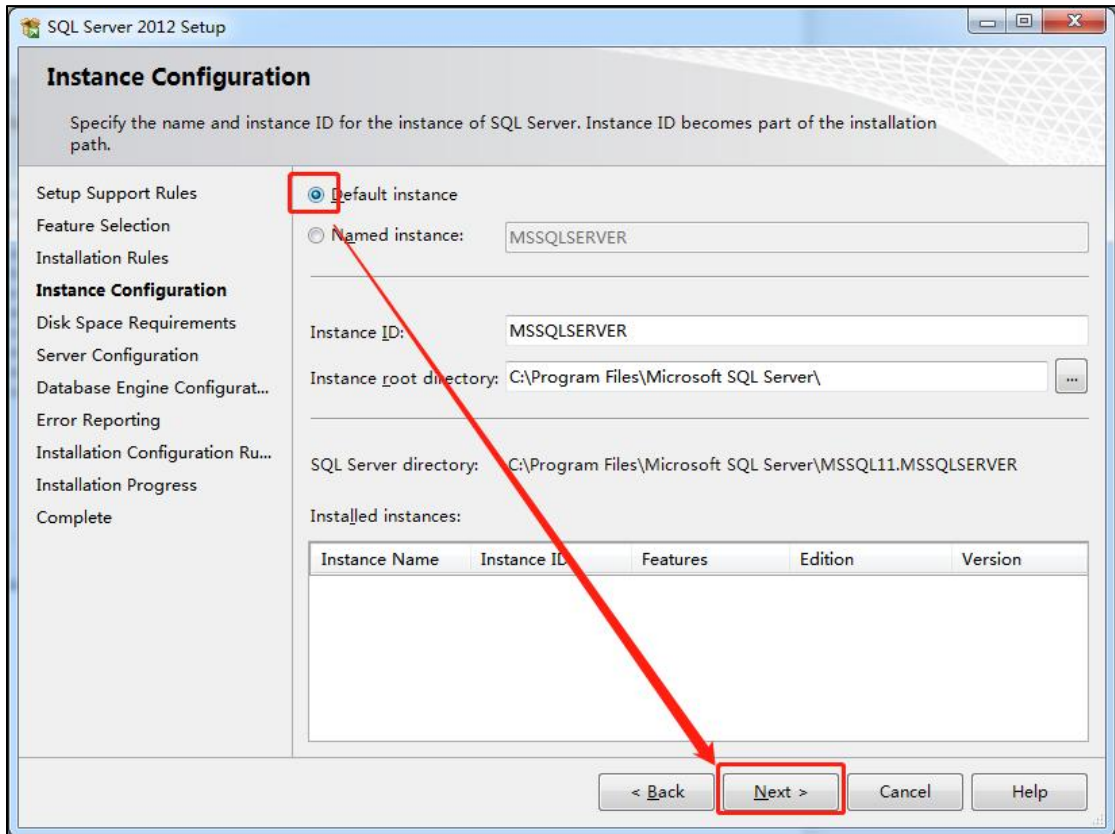 SQL Server 2012 Setup
Instance Configuration
Specify the name and instance ID for the instance of SQL Server. Instance ID becomes part of the installation
path.
Setup Support Rules
Feature Selection
Installation Rules
Instance Configuration
Disk Space Requirements
Server Configuration
Database Engine Configurat...
Error Reporting
Installation Configuration Ru...
Installation Progress
Complete
Default instance
Named instance: MSSQLSERVER
Instance ID: MSSQLSERVER
Instance root directory: C:\Program Files\Microsoft SQL Server\ ...
SQL Server directory: C:\Program Files\Microsoft SQL Server\MSSQL11.MSSQLSERVER
Installed instances:
Instance Name Instance ID Features Edition Version
< Back Next > Cancel Help